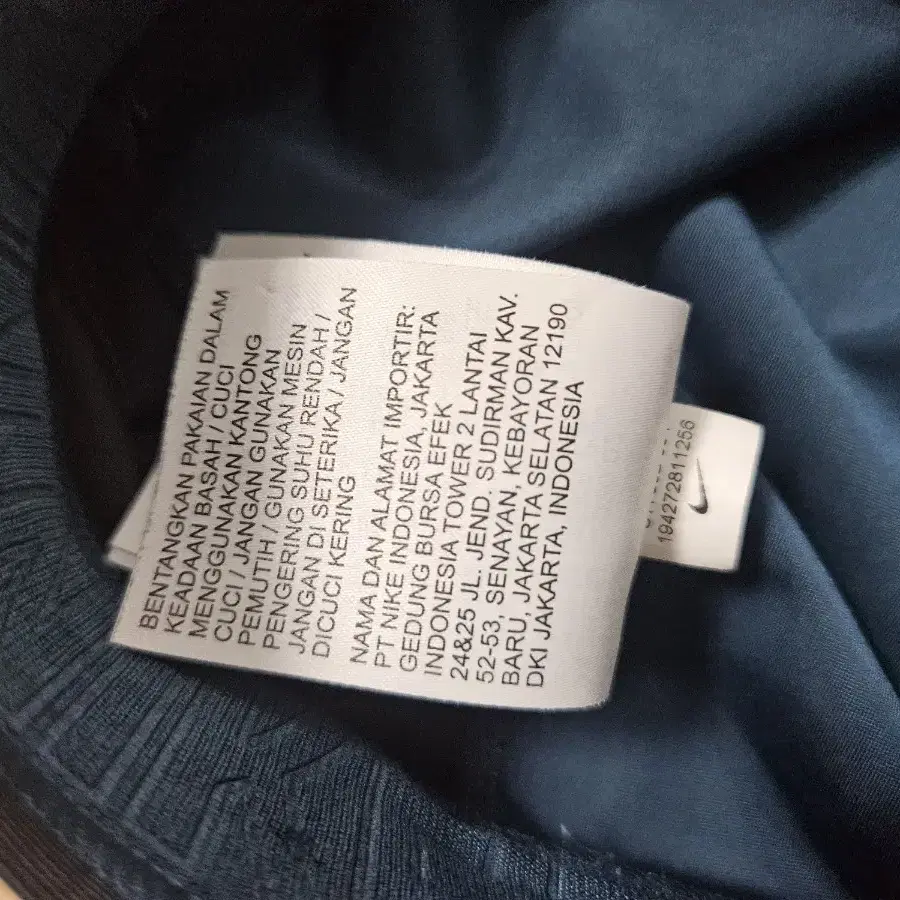 BENTANGKAN PAKAIAN DALAM
KEADAAN BASAH / CUCI
MENGGUNAKAN KANTONG
CUCI / JANGAN GUNAKAN
PEMUTIH / GUNAKAN MESIN
PENGERING SUHU RENDAH /
JANGAN DI SETERIKA / JANGAN
DICUCI KERING
NAMA DAN ALAMAT IMPORTIR:
PT NIKE INDONESIA, JAKARTA
GEDUNG BURSA EFEK
INDONESIA TOWER 2 LANTAI
24&25 JL. JEND. SUDIRMAN KAV.
52-53, SENAYAN, KEBAYORAN
BARU, JAKARTA SELATAN 12190
DKI JAKARTA, INDONESIA
194272811266